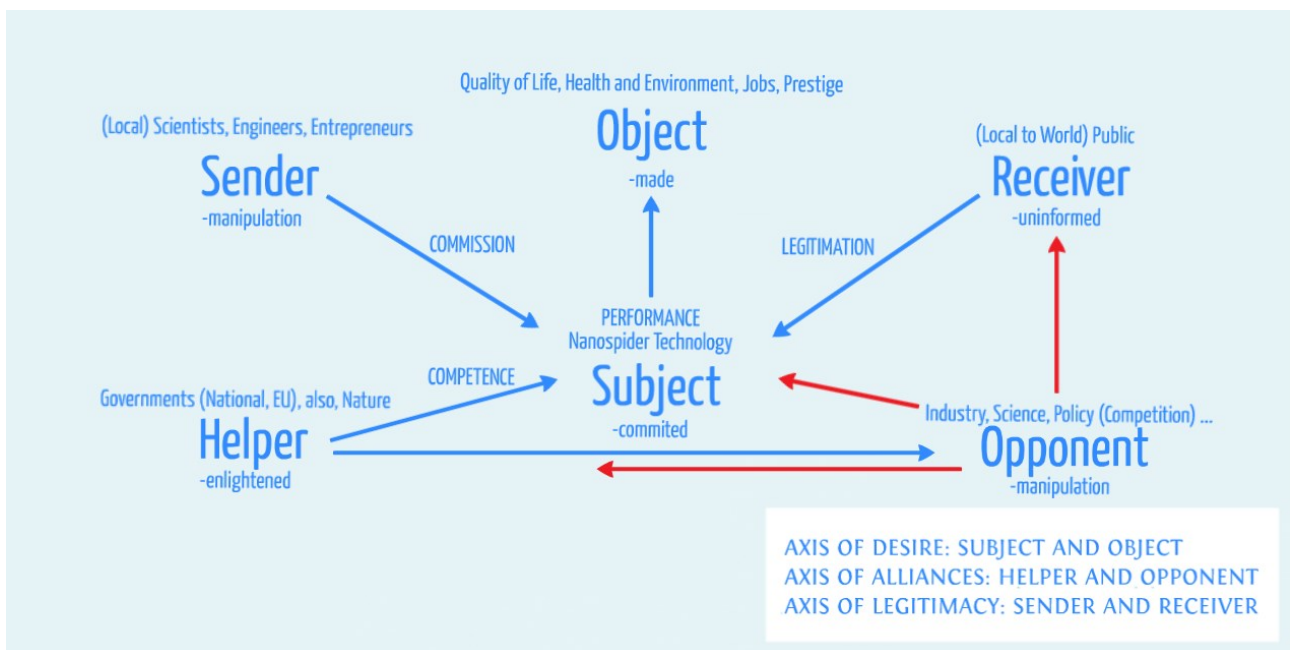 Quality of Life, Health and Environment, Jobs, Prestige
Object
-made
(Local) Scientists, Engineers, Entrepreneurs
Sender
-manipulation
(Local to World) Public
Receiver
-uninformed
COMMISSION
LEGITIMATION
PERFORMANCE
Nanospider Technology
Subject
-commited
COMPETENCE
Governments (National, EU), also, Nature
Helper
-enlightened
Industry, Science, Policy (Competition) ...
Opponent
-manipulation
AXIS OF DESIRE: SUBJECT AND OBJECT
AXIS OF ALLIANCES: HELPER AND OPPONENT
AXIS OF LEGITIMACY: SENDER AND RECEIVER